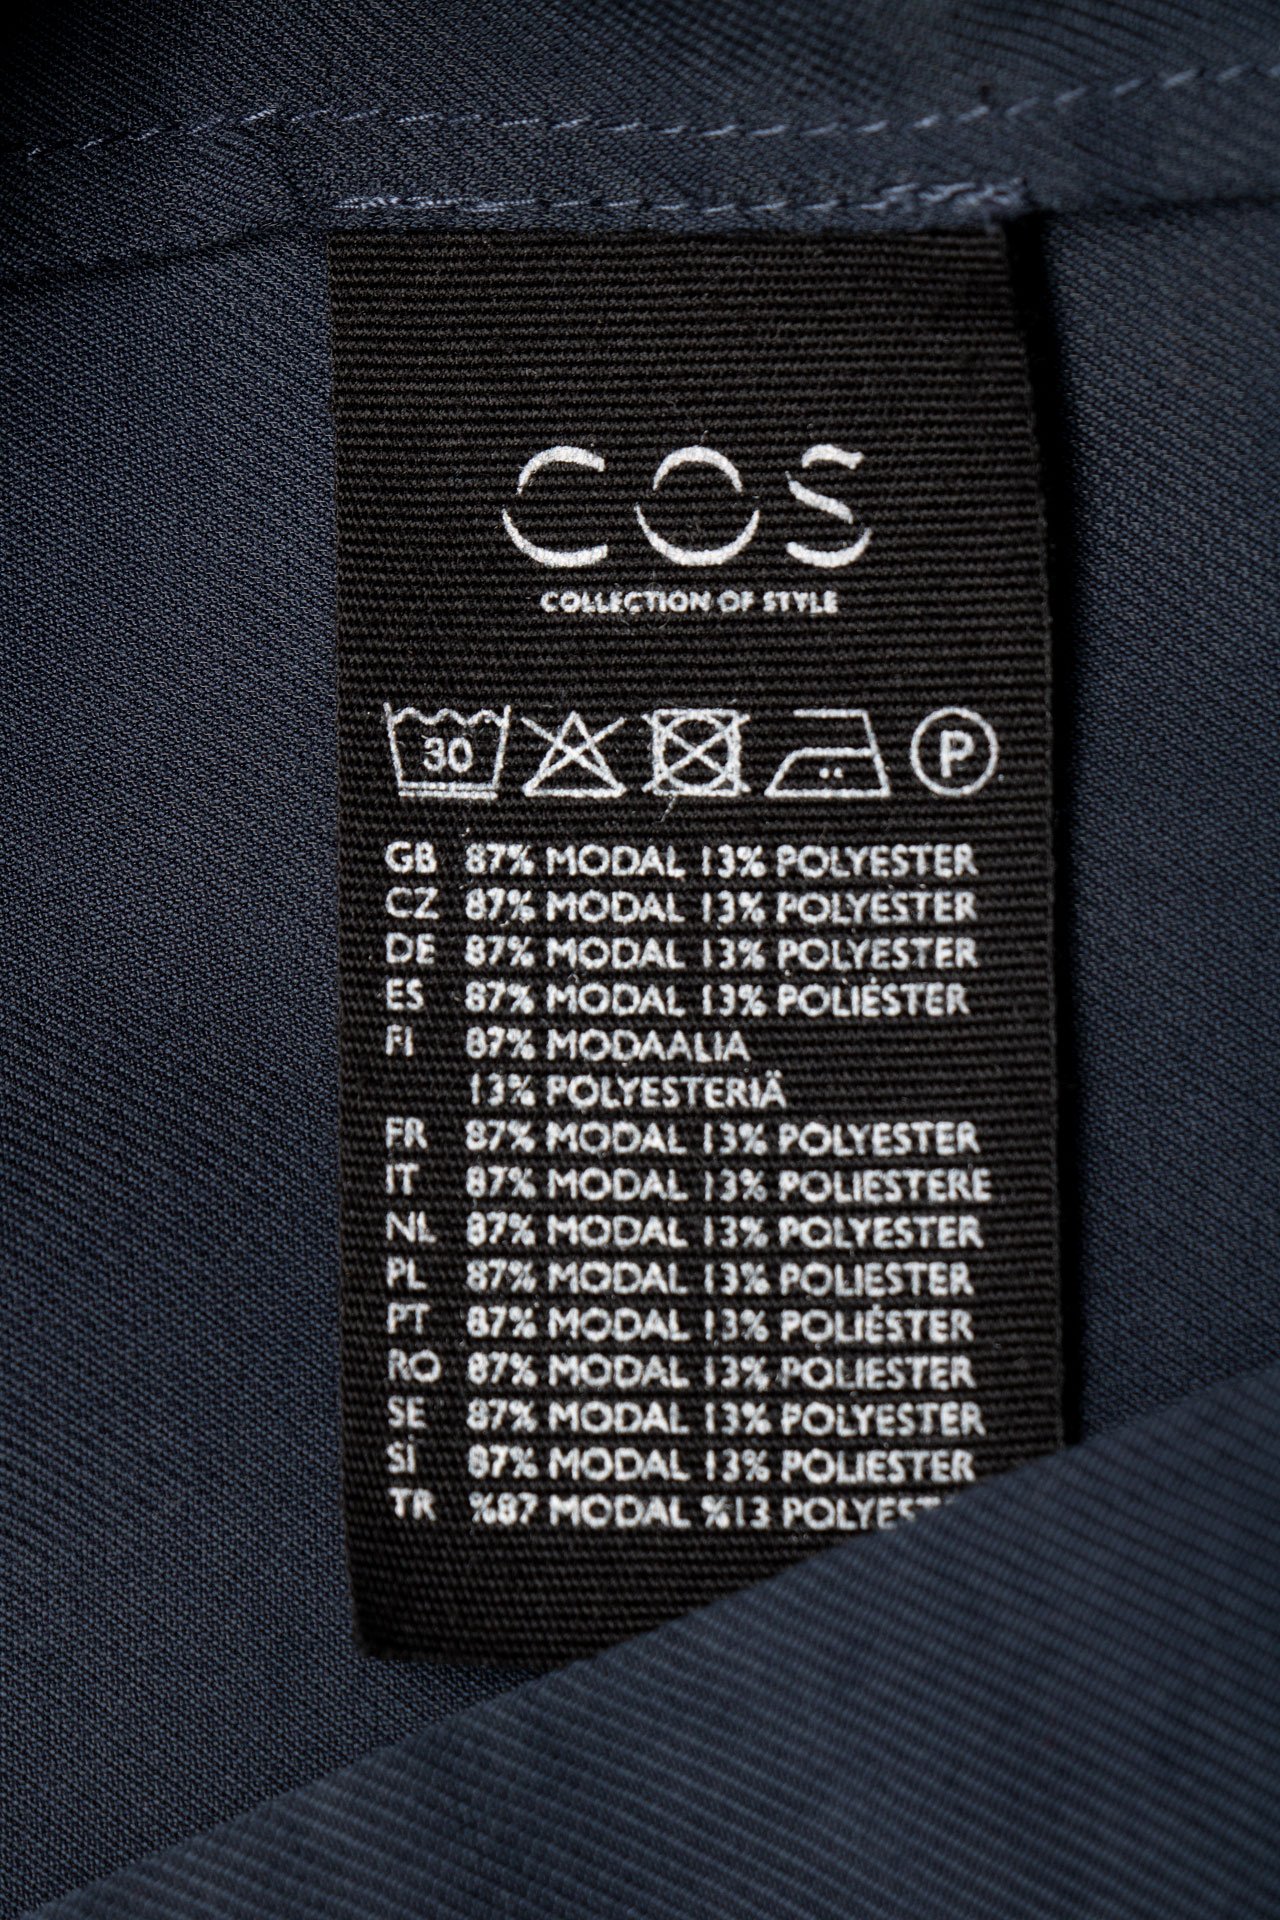 COS
COLLECTION OF STYLE
30 P
GB 87% MODAL 13% POLYESTER
CZ 87% MODAL 13% POLYESTER
DE 87% MODAL 13% POLYESTER
ES 87% MODAL 13% POLIÉSTER
FI 87% MODAALIA
13% POLYESTERIÄ
FR 87% MODAL 13% POLYESTER
IT 87% MODAL 13% POLIESTERE
NL 87% MODAL 13% POLYESTER
PL 87% MODAL 13% POLIESTER
PT 87% MODAL 13% POLIÉSTER
RO 87% MODAL 13% POLIESTER
SE 87% MODAL 13% POLYESTER
SI 87% MODAL 13% POLIESTER
TR %87 MODAL %13